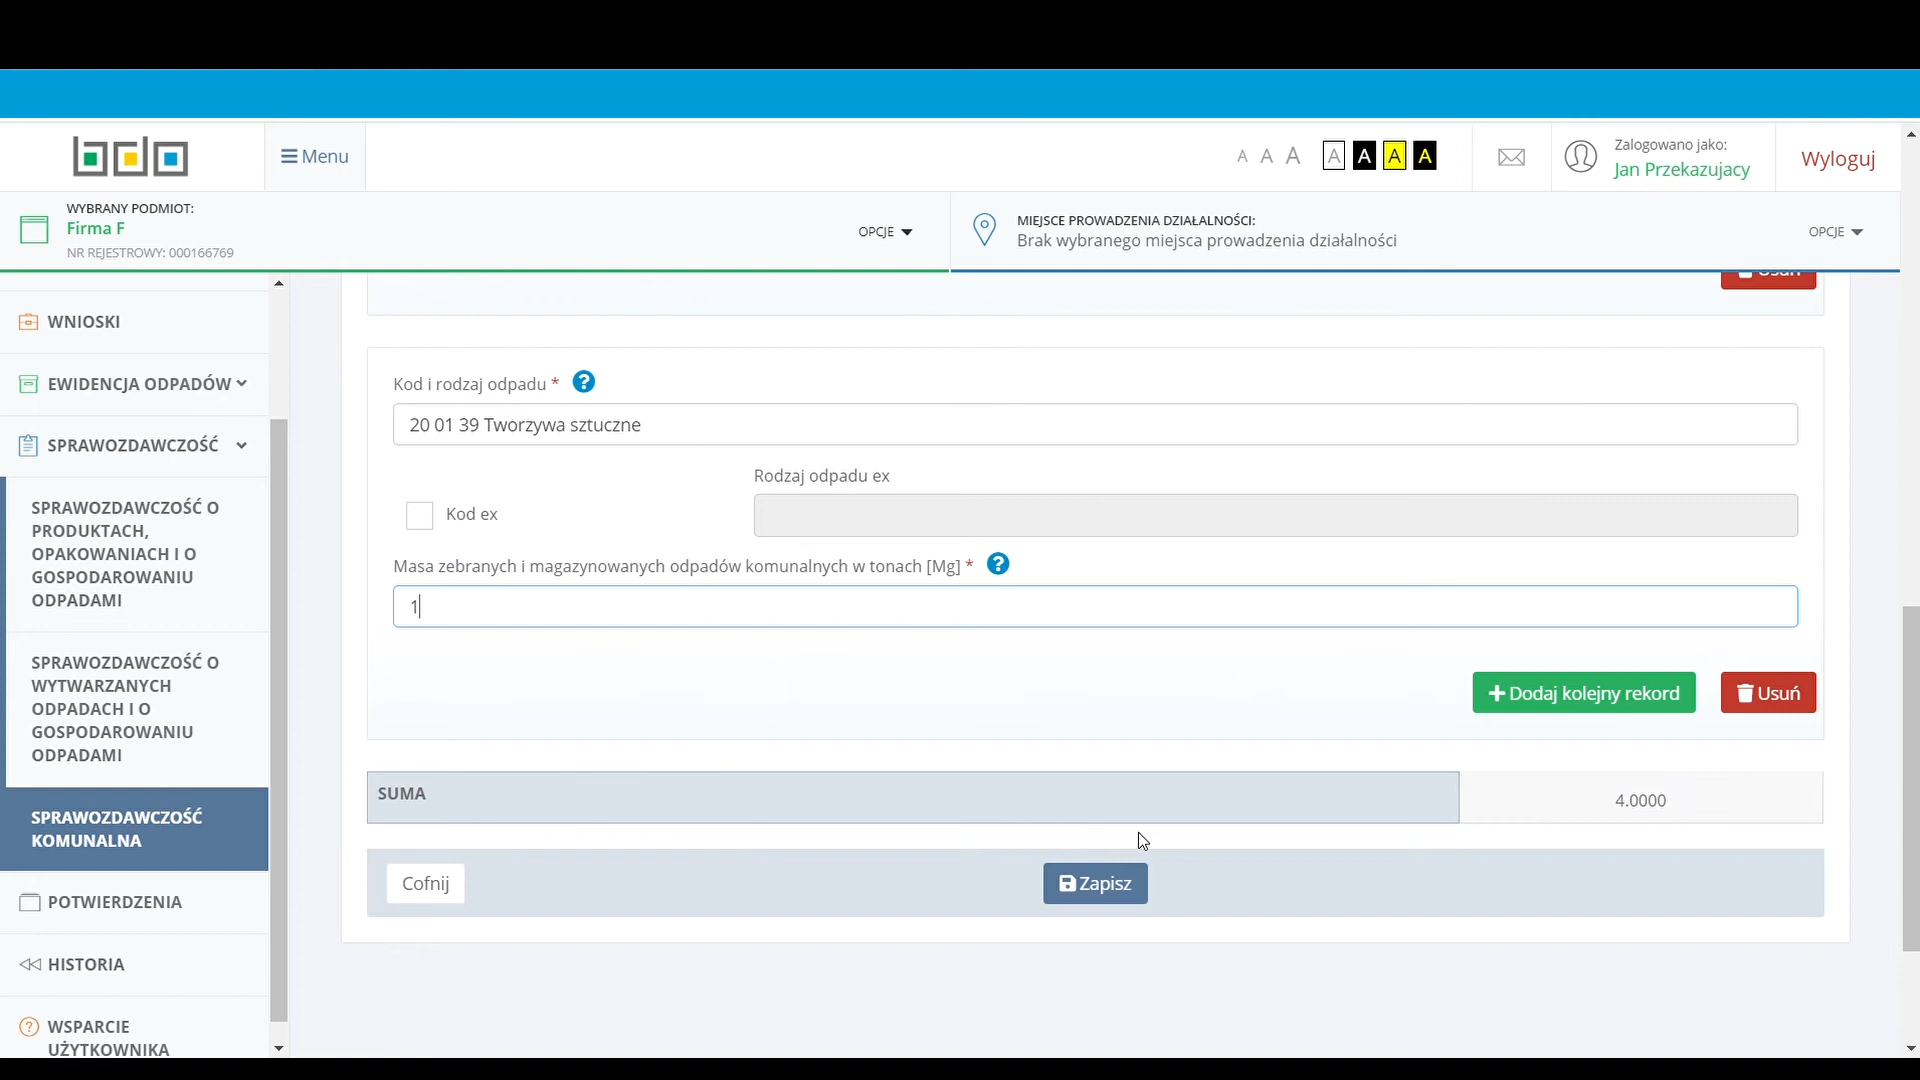 bdo
Menu
A A A A A A A
Zalogowano jako:
Jan Przekazujacy
Wyloguj
WYBRANY PODMIOT:
Firma F
NR REJESTROWY: 000166769
OPCJE
MIEJSCE PROWADZENIA DZIAŁALNOŚCI:
Brak wybranego miejsca prowadzenia działalności
OPCJE
WNIOSKI
EWIDENCJA ODPADÓW
SPRAWOZDAWCZOŚĆ
SPRAWOZDAWCZOŚĆ O
PRODUKTACH,
OPAKOWANIACH I O
GOSPODAROWANIU
ODPADAMI
SPRAWOZDAWCZOŚĆ O
WYTWARZANYCH
ODPADACH I O
GOSPODAROWANIU
ODPADAMI
SPRAWOZDAWCZOŚĆ
KOMUNALNA
POTWIERDZENIA
HISTORIA
WSPARCIE
UŻYTKOWNIKA
Usuń
Kod i rodzaj odpadu * ?
20 01 39 Tworzywa sztuczne
Rodzaj odpadu ex
Kod ex
Masa zebranych i magazynowanych odpadów komunalnych w tonach [Mg] * ?
1
Dodaj kolejny rekord
Usuń
SUMA
4.0000
Cofnij
Zapisz